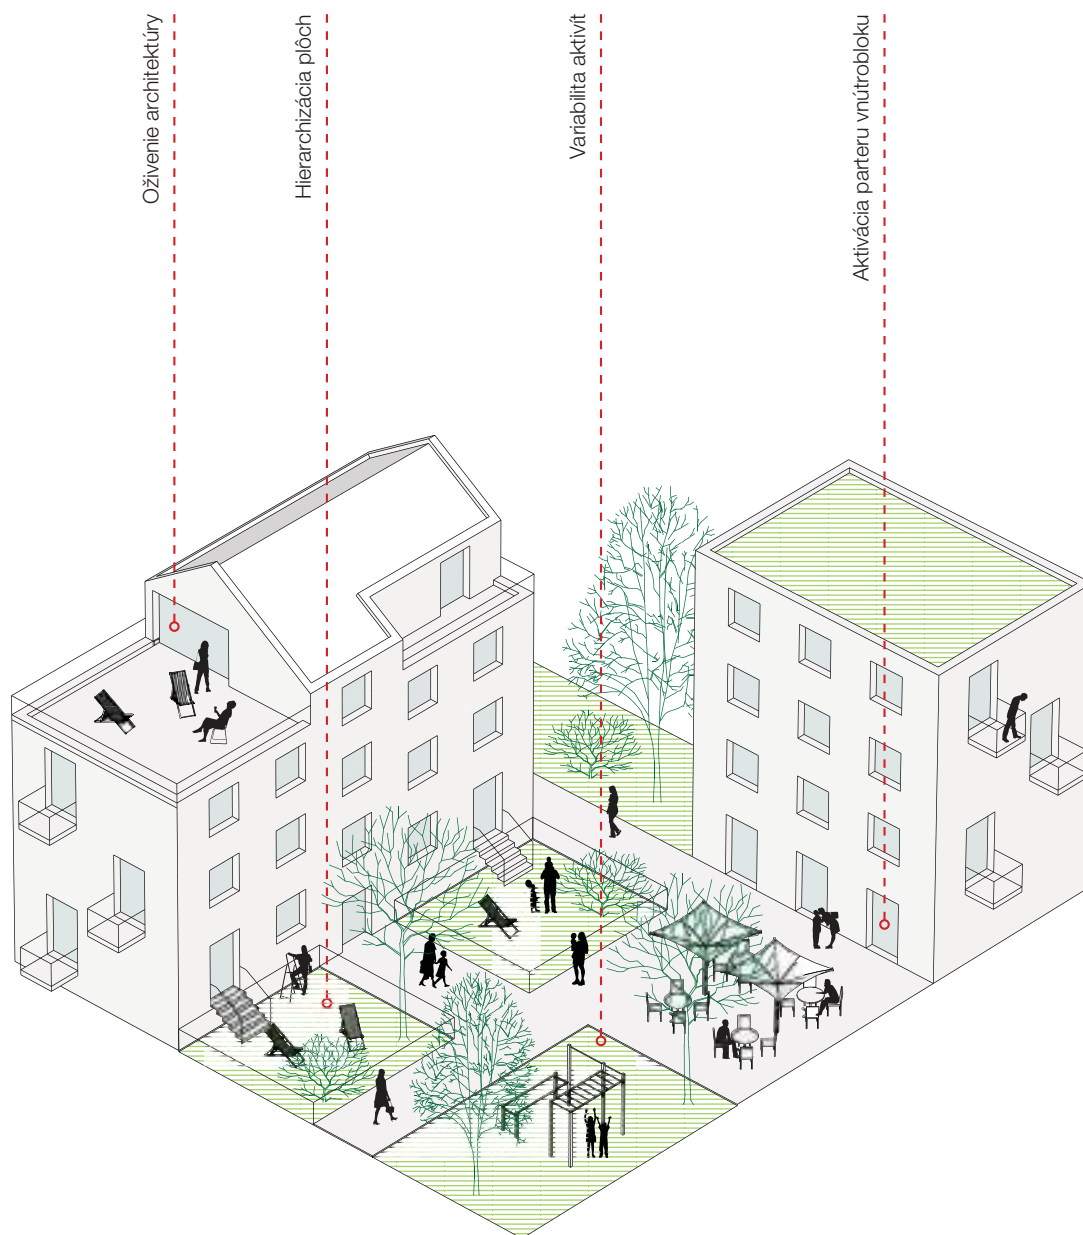 Oživenie architektúry
Hierarchizácia plôch
Variabilita aktivít
Aktivácia parteru vnútrobloku